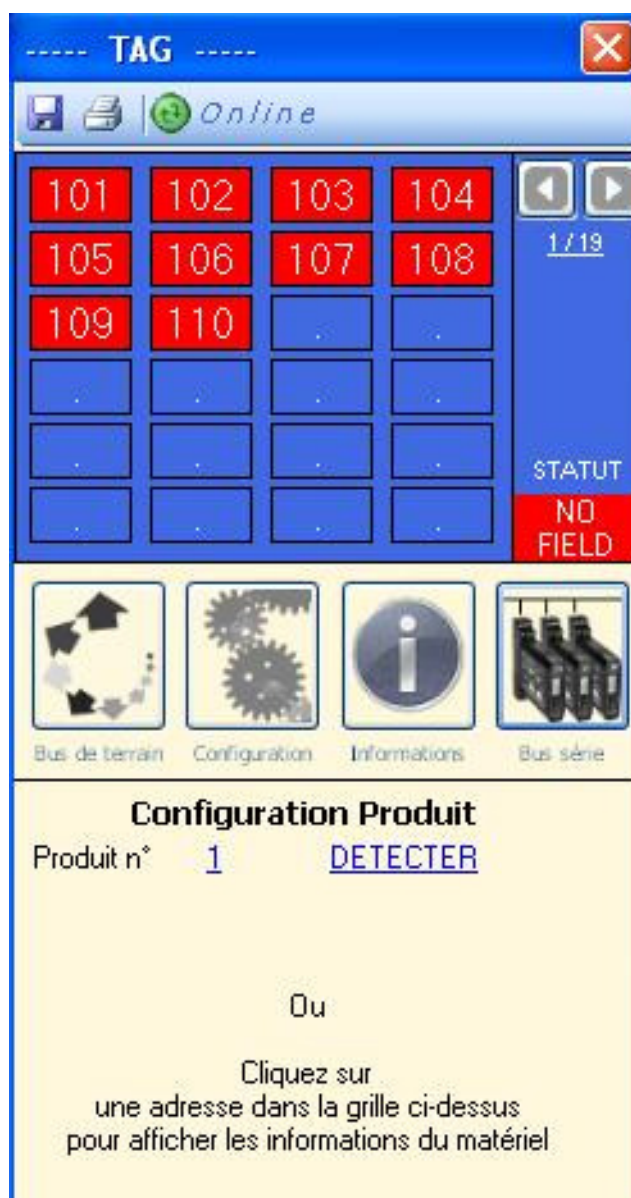 ----- TAG -----
Online
101 102 103 104
105 106 107 108
109 110 . .
. . . .
. . . .
. . . .
1/19
STATUT
NO
FIELD
Bus de terrain Configuration Informations Bus série
Configuration Produit
Produit n° 1 DETECTER
Ou
Cliquez sur
une adresse dans la grille ci-dessus
pour afficher les informations du matériel